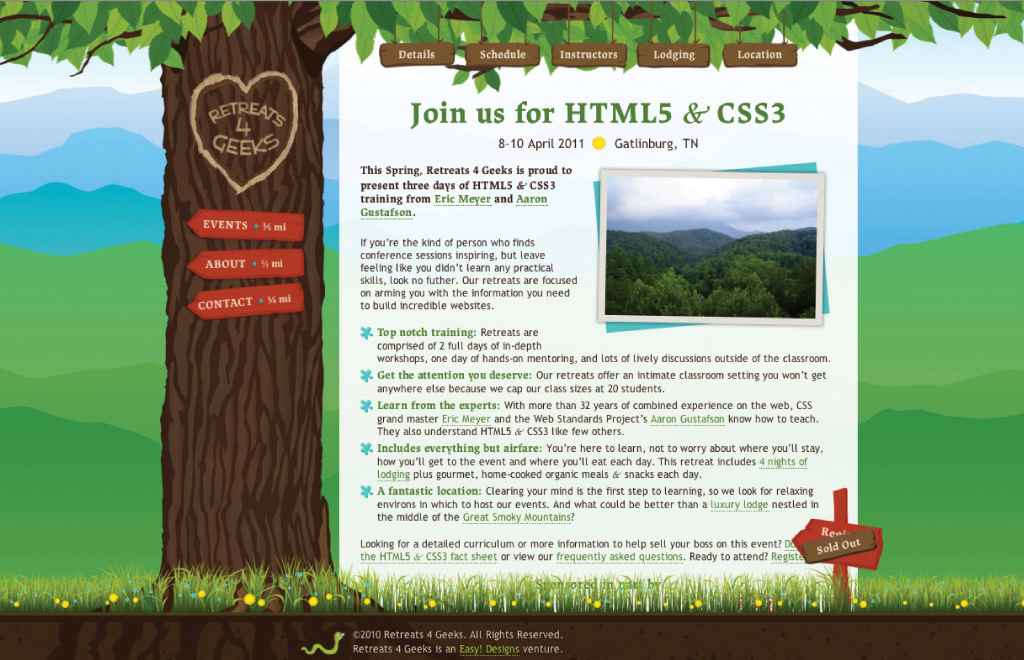 Details
Schedule
Instructors
Lodging
Location
RETREATS
4
GEEKS
EVENTS • ⅓ mi
ABOUT • ⅔ mi
CONTACT • ¼ mi
Join us for HTML5 & CSS3
8-10 April 2011 Gatlinburg, TN
This Spring, Retreats 4 Geeks is proud to
present three days of HTML5 & CSS3
training from Eric Meyer and Aaron
Gustafson.
If you're the kind of person who finds
conference sessions inspiring, but leave
feeling like you didn't learn any practical
skills, look no futher. Our retreats are focused
on arming you with the information you need
to build incredible websites.
Top notch training: Retreats are
comprised of 2 full days of in-depth
workshops, one day of hands-on mentoring, and lots of lively discussions outside of the classroom.
Get the attention you deserve: Our retreats offer an intimate classroom setting you won't get
anywhere else because we cap our class sizes at 20 students.
Learn from the experts: With more than 32 years of combined experience on the web, CSS
grand master Eric Meyer and the Web Standards Project's Aaron Gustafson know how to teach.
They also understand HTML5 & CSS3 like few others.
Includes everything but airfare: You're here to learn, not to worry about where you'll stay,
how you'll get to the event and where you'll eat each day. This retreat includes 4 nights of
lodging plus gourmet, home-cooked organic meals & snacks each day.
A fantastic location: Clearing your mind is the first step to learning, so we look for relaxing
environs in which to host our events. And what could be better than a luxury lodge nestled in
the middle of the Great Smoky Mountains?
Looking for a detailed curriculum or more information to help sell your boss on this event? Do
the HTML5 & CSS3 fact sheet or view our frequently asked questions. Ready to attend? Registe
Regi
Sold Out
Sponsored in part by
©2010 Retreats 4 Geeks. All Rights Reserved.
Retreats 4 Geeks is an Easy! Designs venture.